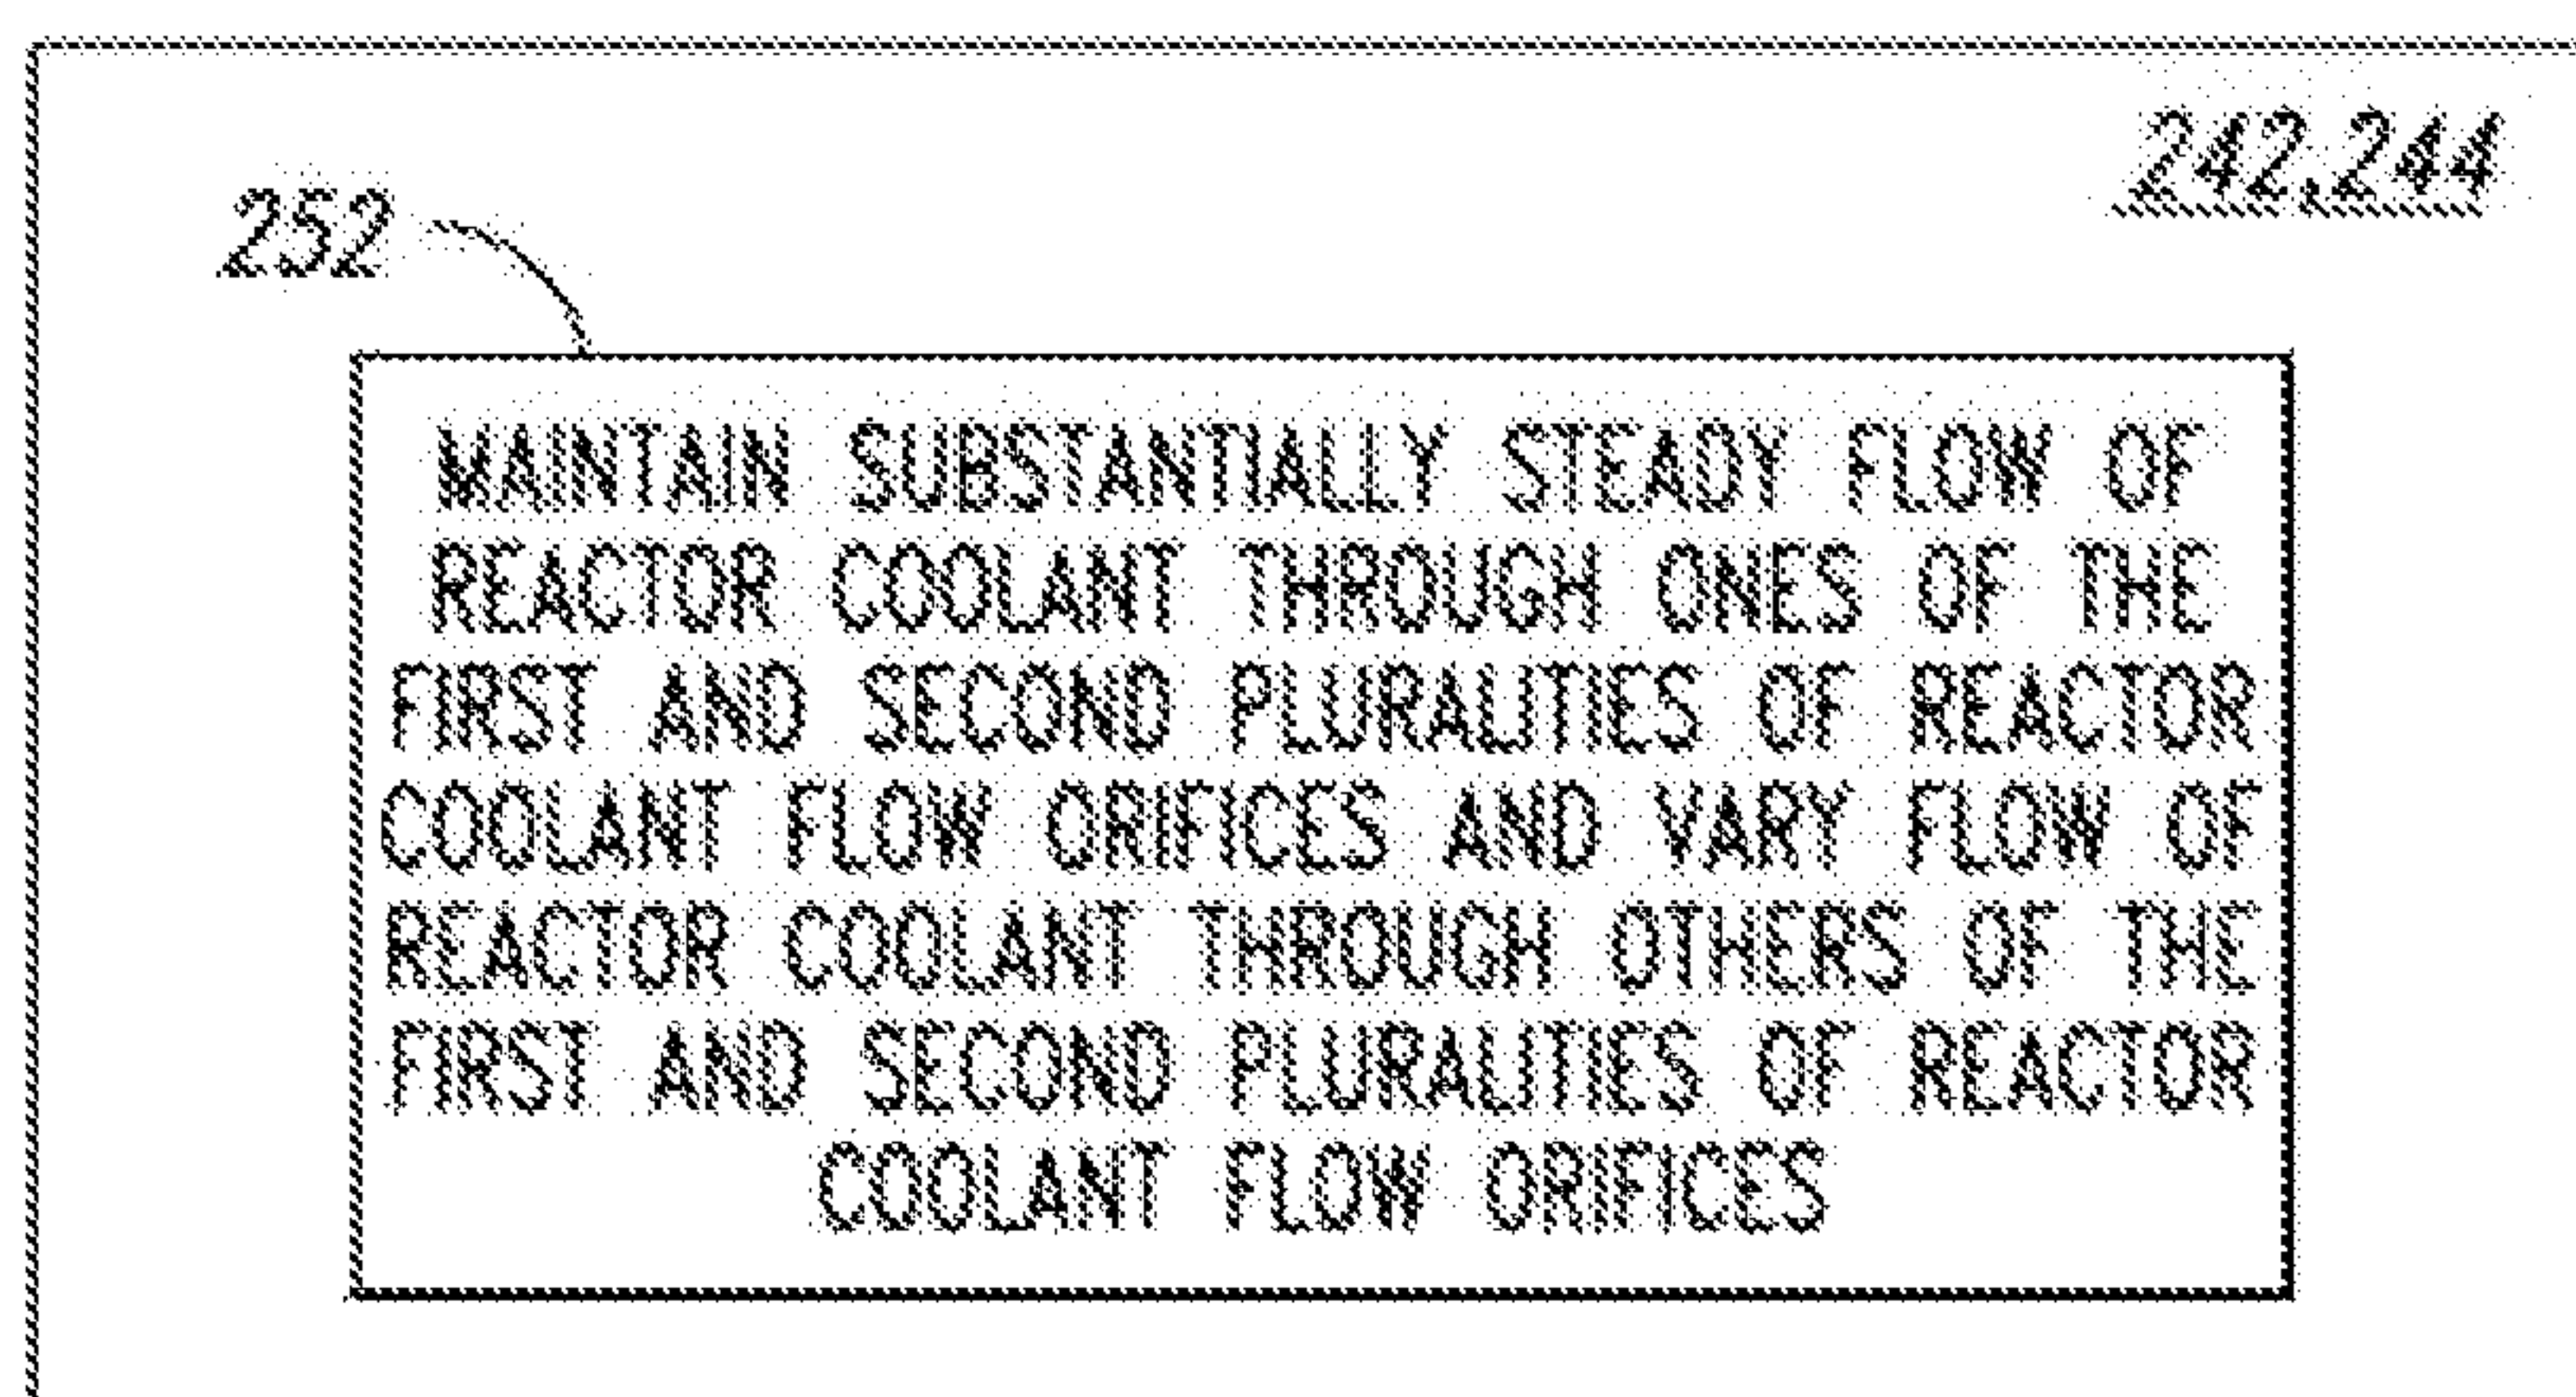 242,244
252
MAINTAIN SUBSTANTIALLY STEADY FLOW OF
REACTOR COOLANT THROUGH ONES OF THE
FIRST AND SECOND PLURALITIES OF REACTOR
COOLANT FLOW ORIFICES AND VARY FLOW OF
REACTOR COOLANT THROUGH OTHERS OF THE
FIRST AND SECOND PLURALITIES OF REACTOR
COOLANT FLOW ORIFICES